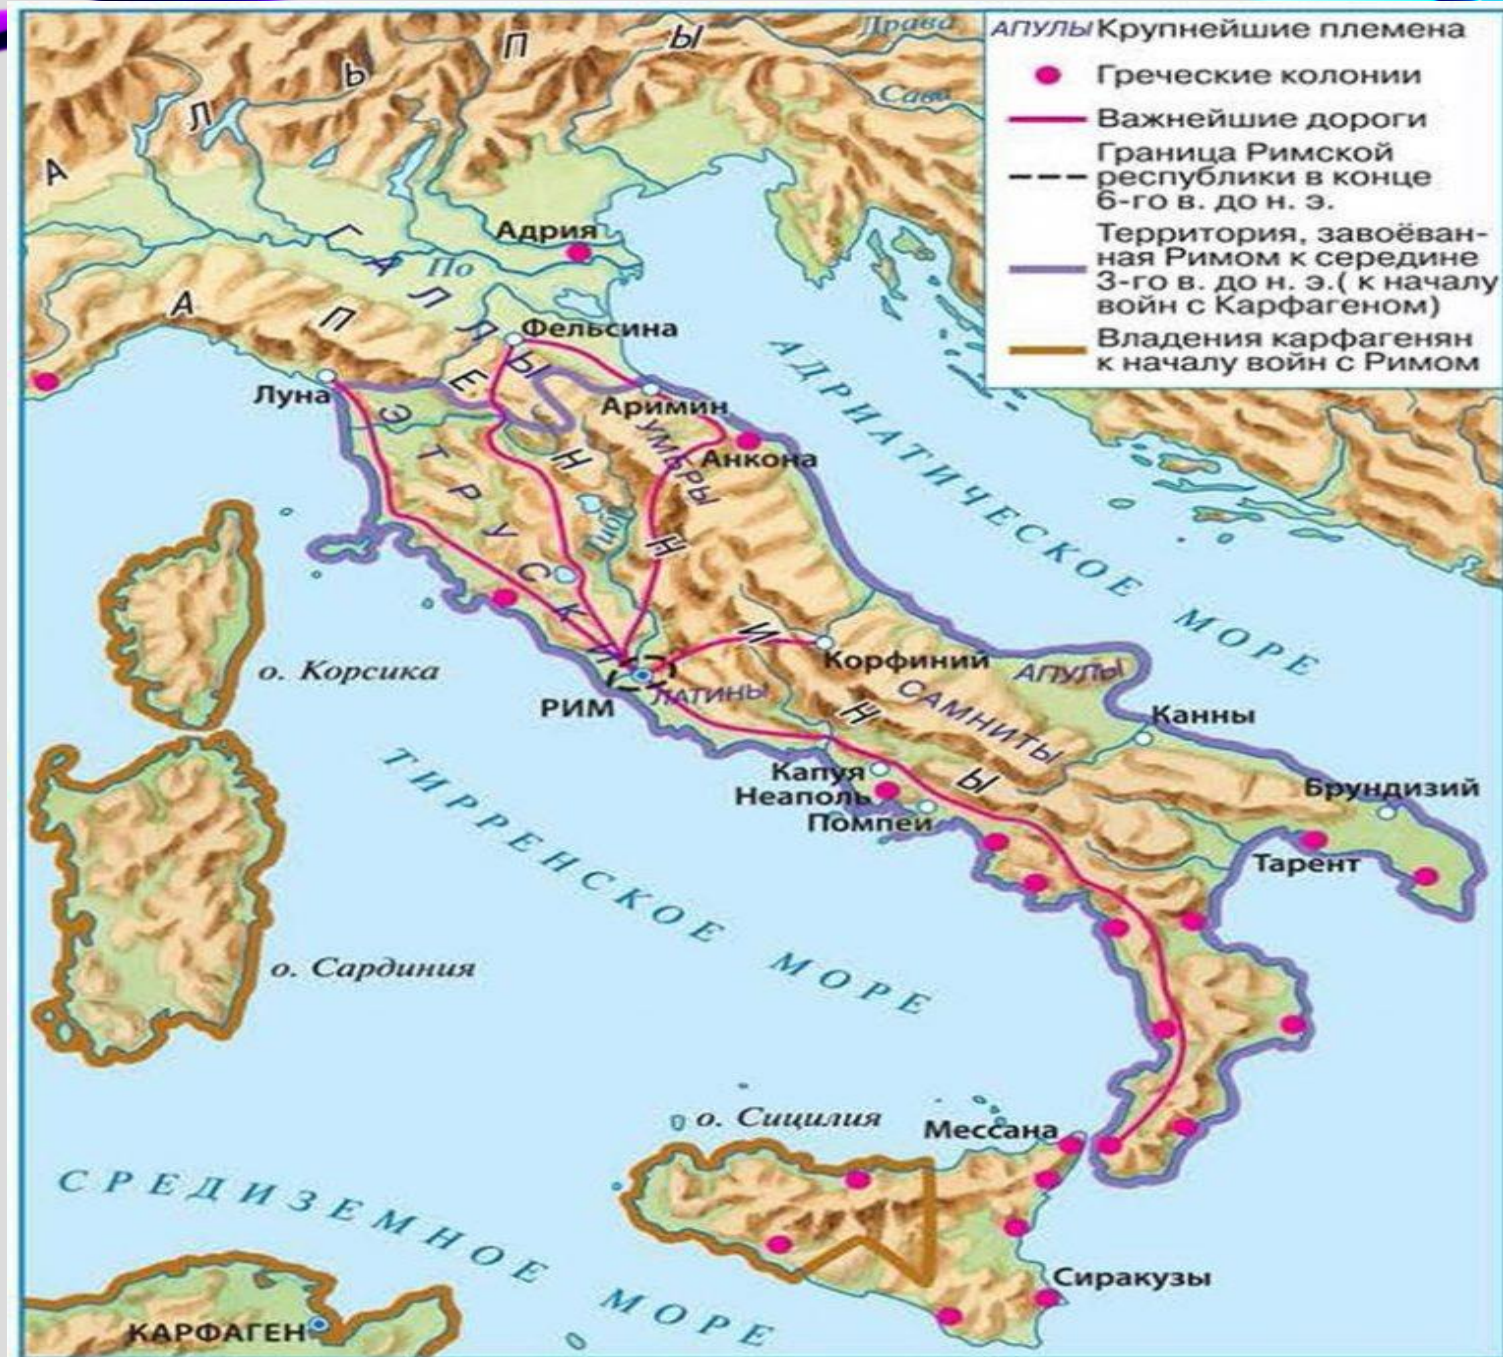 АПУЛЫ Крупнейшие племена
Греческие колонии
Важнейшие дороги
Граница Римской
республики в конце
6-го в. до н. э.
Территория, завоёван-
ная Римом к середине
3-го в. до н. э.( к началу
войн с Карфагеном)
Владения карфагенян
к началу войн с Римом
АЛЬПЫ
Драва
Сава
Адрия
ГАЛЛЫ
По
АПЕННИНЫ
Фельсина
Луна
Аримин
ЭТРУСКИ
УМБРЫ
Анкона
АДРИАТИЧЕСКОЕ МОРЕ
Тибр
о. Корсика
Корфиний
АПУЛЫ
РИМ
ЛАТИНЫ
САМНИТЫ
Канны
Капуя
Неаполь
Помпеи
Брундизий
Тарент
ТИРРЕНСКОЕ МОРЕ
о. Сардиния
о. Сицилия
Мессана
СРЕДИЗЕМНОЕ МОРЕ
Сиракузы
КАРФАГЕН